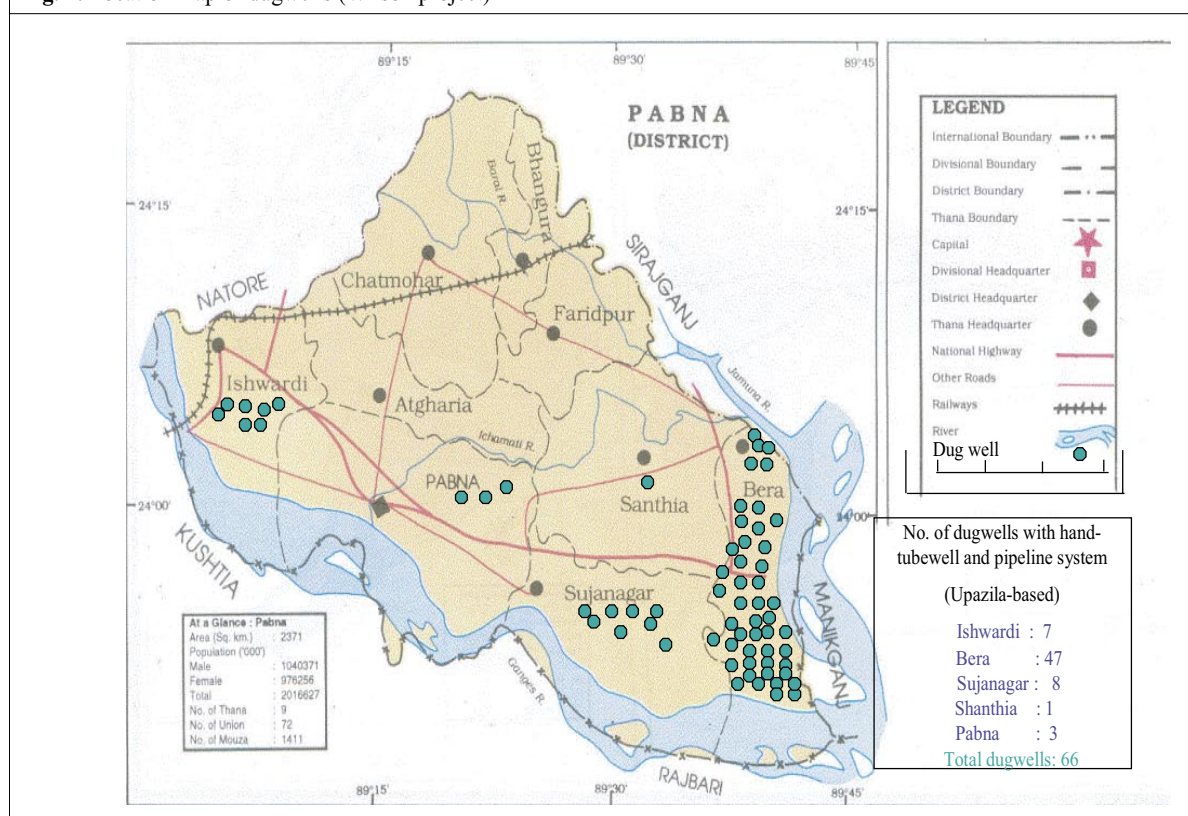 89°15'
89°30'
89°45'
PABNA
(DISTRICT)
LEGEND
International Boundary
Divisional Boundary
District Boundary
Thana Boundary
Capital
Divisional Headquarter
District Headquarter
Thana Headquarter
National Highway
Other Roads
Railways
River
Dug well
24°15'
24°15'
Bhangura
Baral R.
SIRAJGANJ
NATORE
Chatmohar
Faridpur
Jamuna R.
Ishwardi
Atgharia
Ichamati R.
PABNA
Santhia
Bera
24°00'
24°00'
KUSHTIA
Sujanagar
MANIKGANJ
Ganges R.
RAJBARI
At a Glance : Pabna
Area (Sq. km.) : 2371
Population ('000)
Male : 1040371
Female : 976256
Total : 2016627
No. of Thana : 9
No. of Union : 72
No. of Mouza : 1411
No. of dugwells with hand-
tubewell and pipeline system
(Upazila-based)
Ishwardi : 7
Bera : 47
Sujanagar : 8
Shanthia : 1
Pabna : 3
Total dugwells: 66
89°15'
89°30'
89°45'